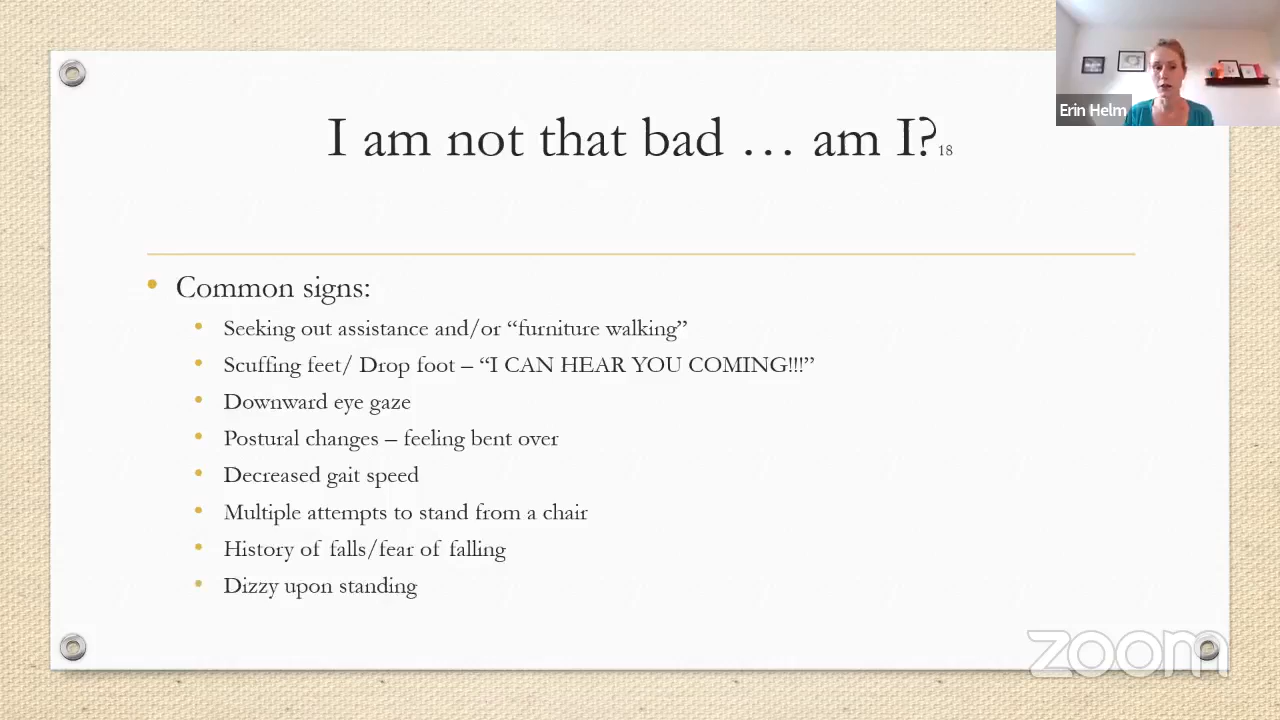 Erin Helm
I am not that bad … am I?18
• Common signs:
• Seeking out assistance and/or “furniture walking”
• Scuffing feet/ Drop foot – “I CAN HEAR YOU COMING!!!”
• Downward eye gaze
• Postural changes – feeling bent over
• Decreased gait speed
• Multiple attempts to stand from a chair
• History of falls/fear of falling
• Dizzy upon standing
zoom